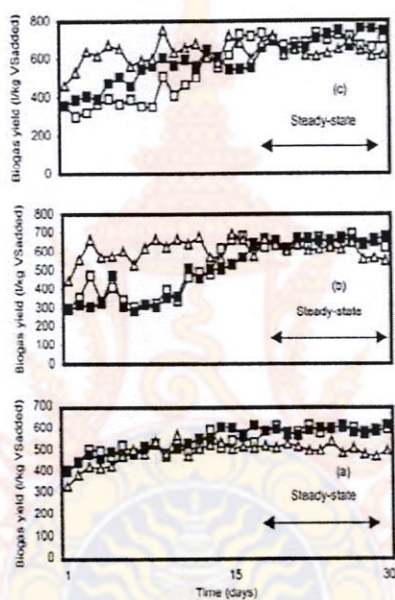 Biogas yield (l/kg VSadded)
800
600
400
200
0
(c)
Steady-state
Biogas yield (l/kg VSadded)
800
700
600
500
400
300
200
100
0
(b)
Steady-state
Biogas yield (l/kg VSadded)
700
600
500
400
300
200
100
0
(a)
Steady-state
1
15
30
Time (days)